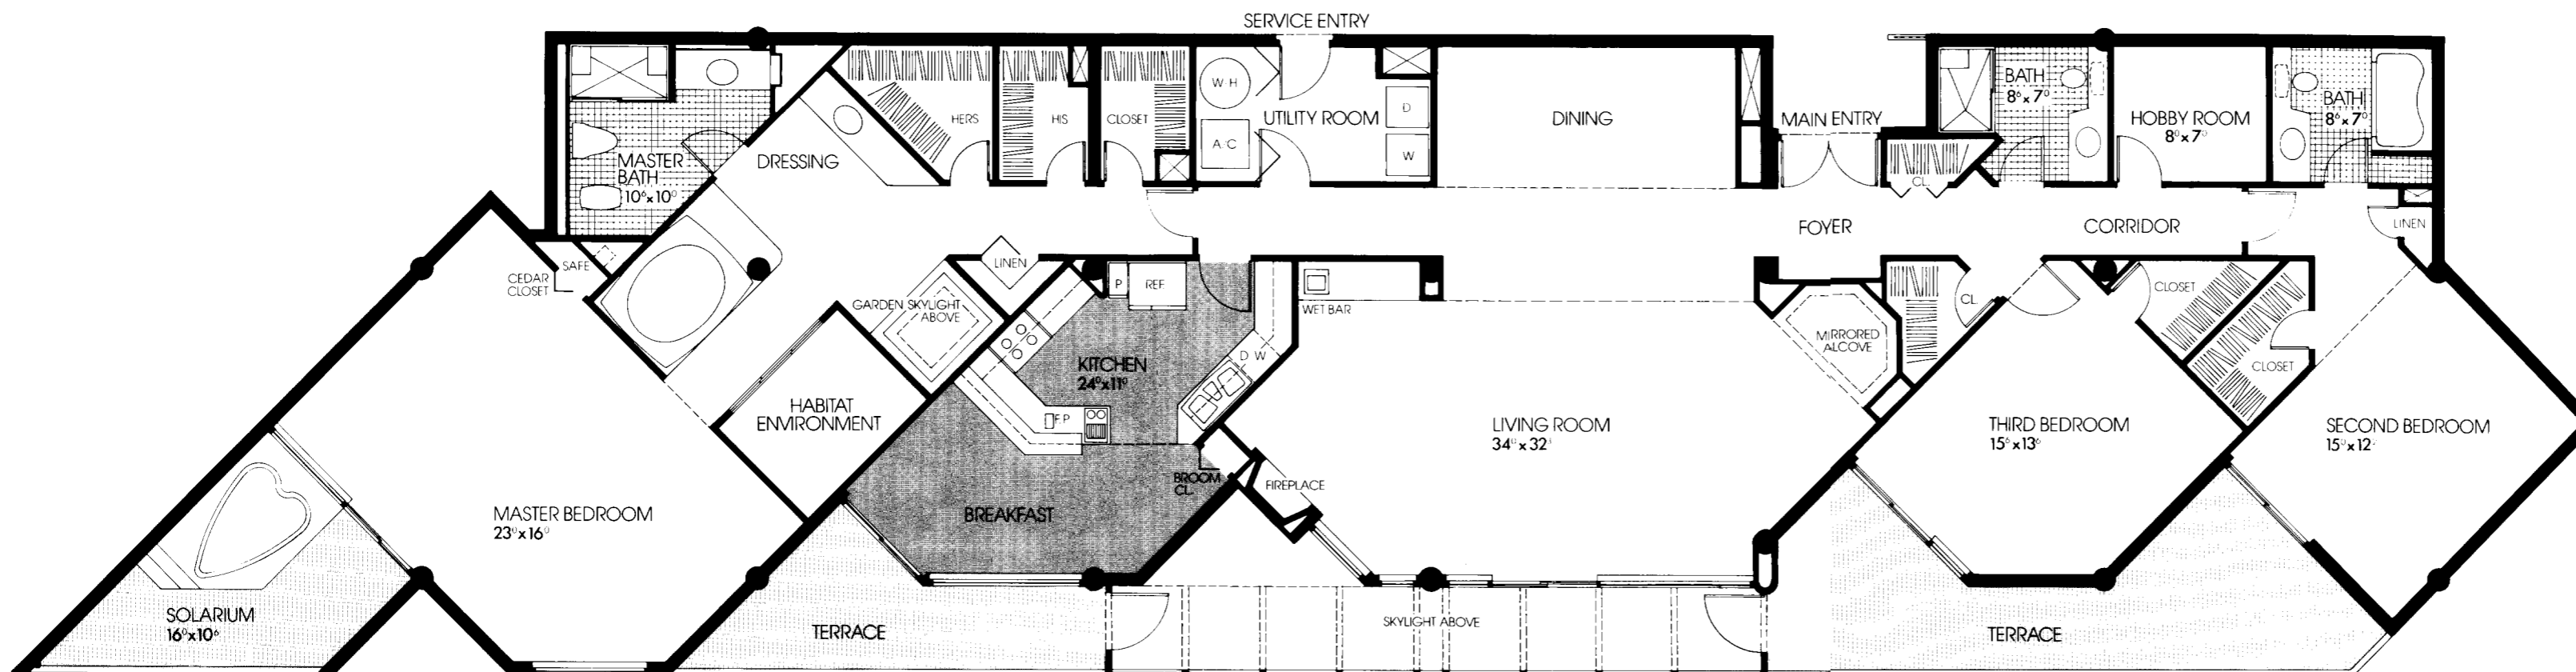 SERVICE ENTRY
MASTER
BATH
10⁶x10⁰
DRESSING
HERS
HIS
CLOSET
W·H
A·C
UTILITY ROOM
D
W
DINING
MAIN ENTRY
CL.
BATH
8⁶x7⁰
HOBBY ROOM
8⁰x7⁰
BATH
8⁶x7⁰
FOYER
CORRIDOR
LINEN
CEDAR
CLOSET
SAFE
LINEN
GARDEN SKYLIGHT
ABOVE
P
REF.
WET BAR
MIRRORED
ALCOVE
CL.
CLOSET
CLOSET
D W
KITCHEN
24⁰x11⁰
F.P
HABITAT
ENVIRONMENT
LIVING ROOM
34⁰x32
THIRD BEDROOM
15⁶x13⁶
SECOND BEDROOM
15⁰x12
BROOM
CL.
FIREPLACE
MASTER BEDROOM
23⁰x16⁰
BREAKFAST
SOLARIUM
16⁰x10⁶
TERRACE
SKYLIGHT ABOVE
TERRACE